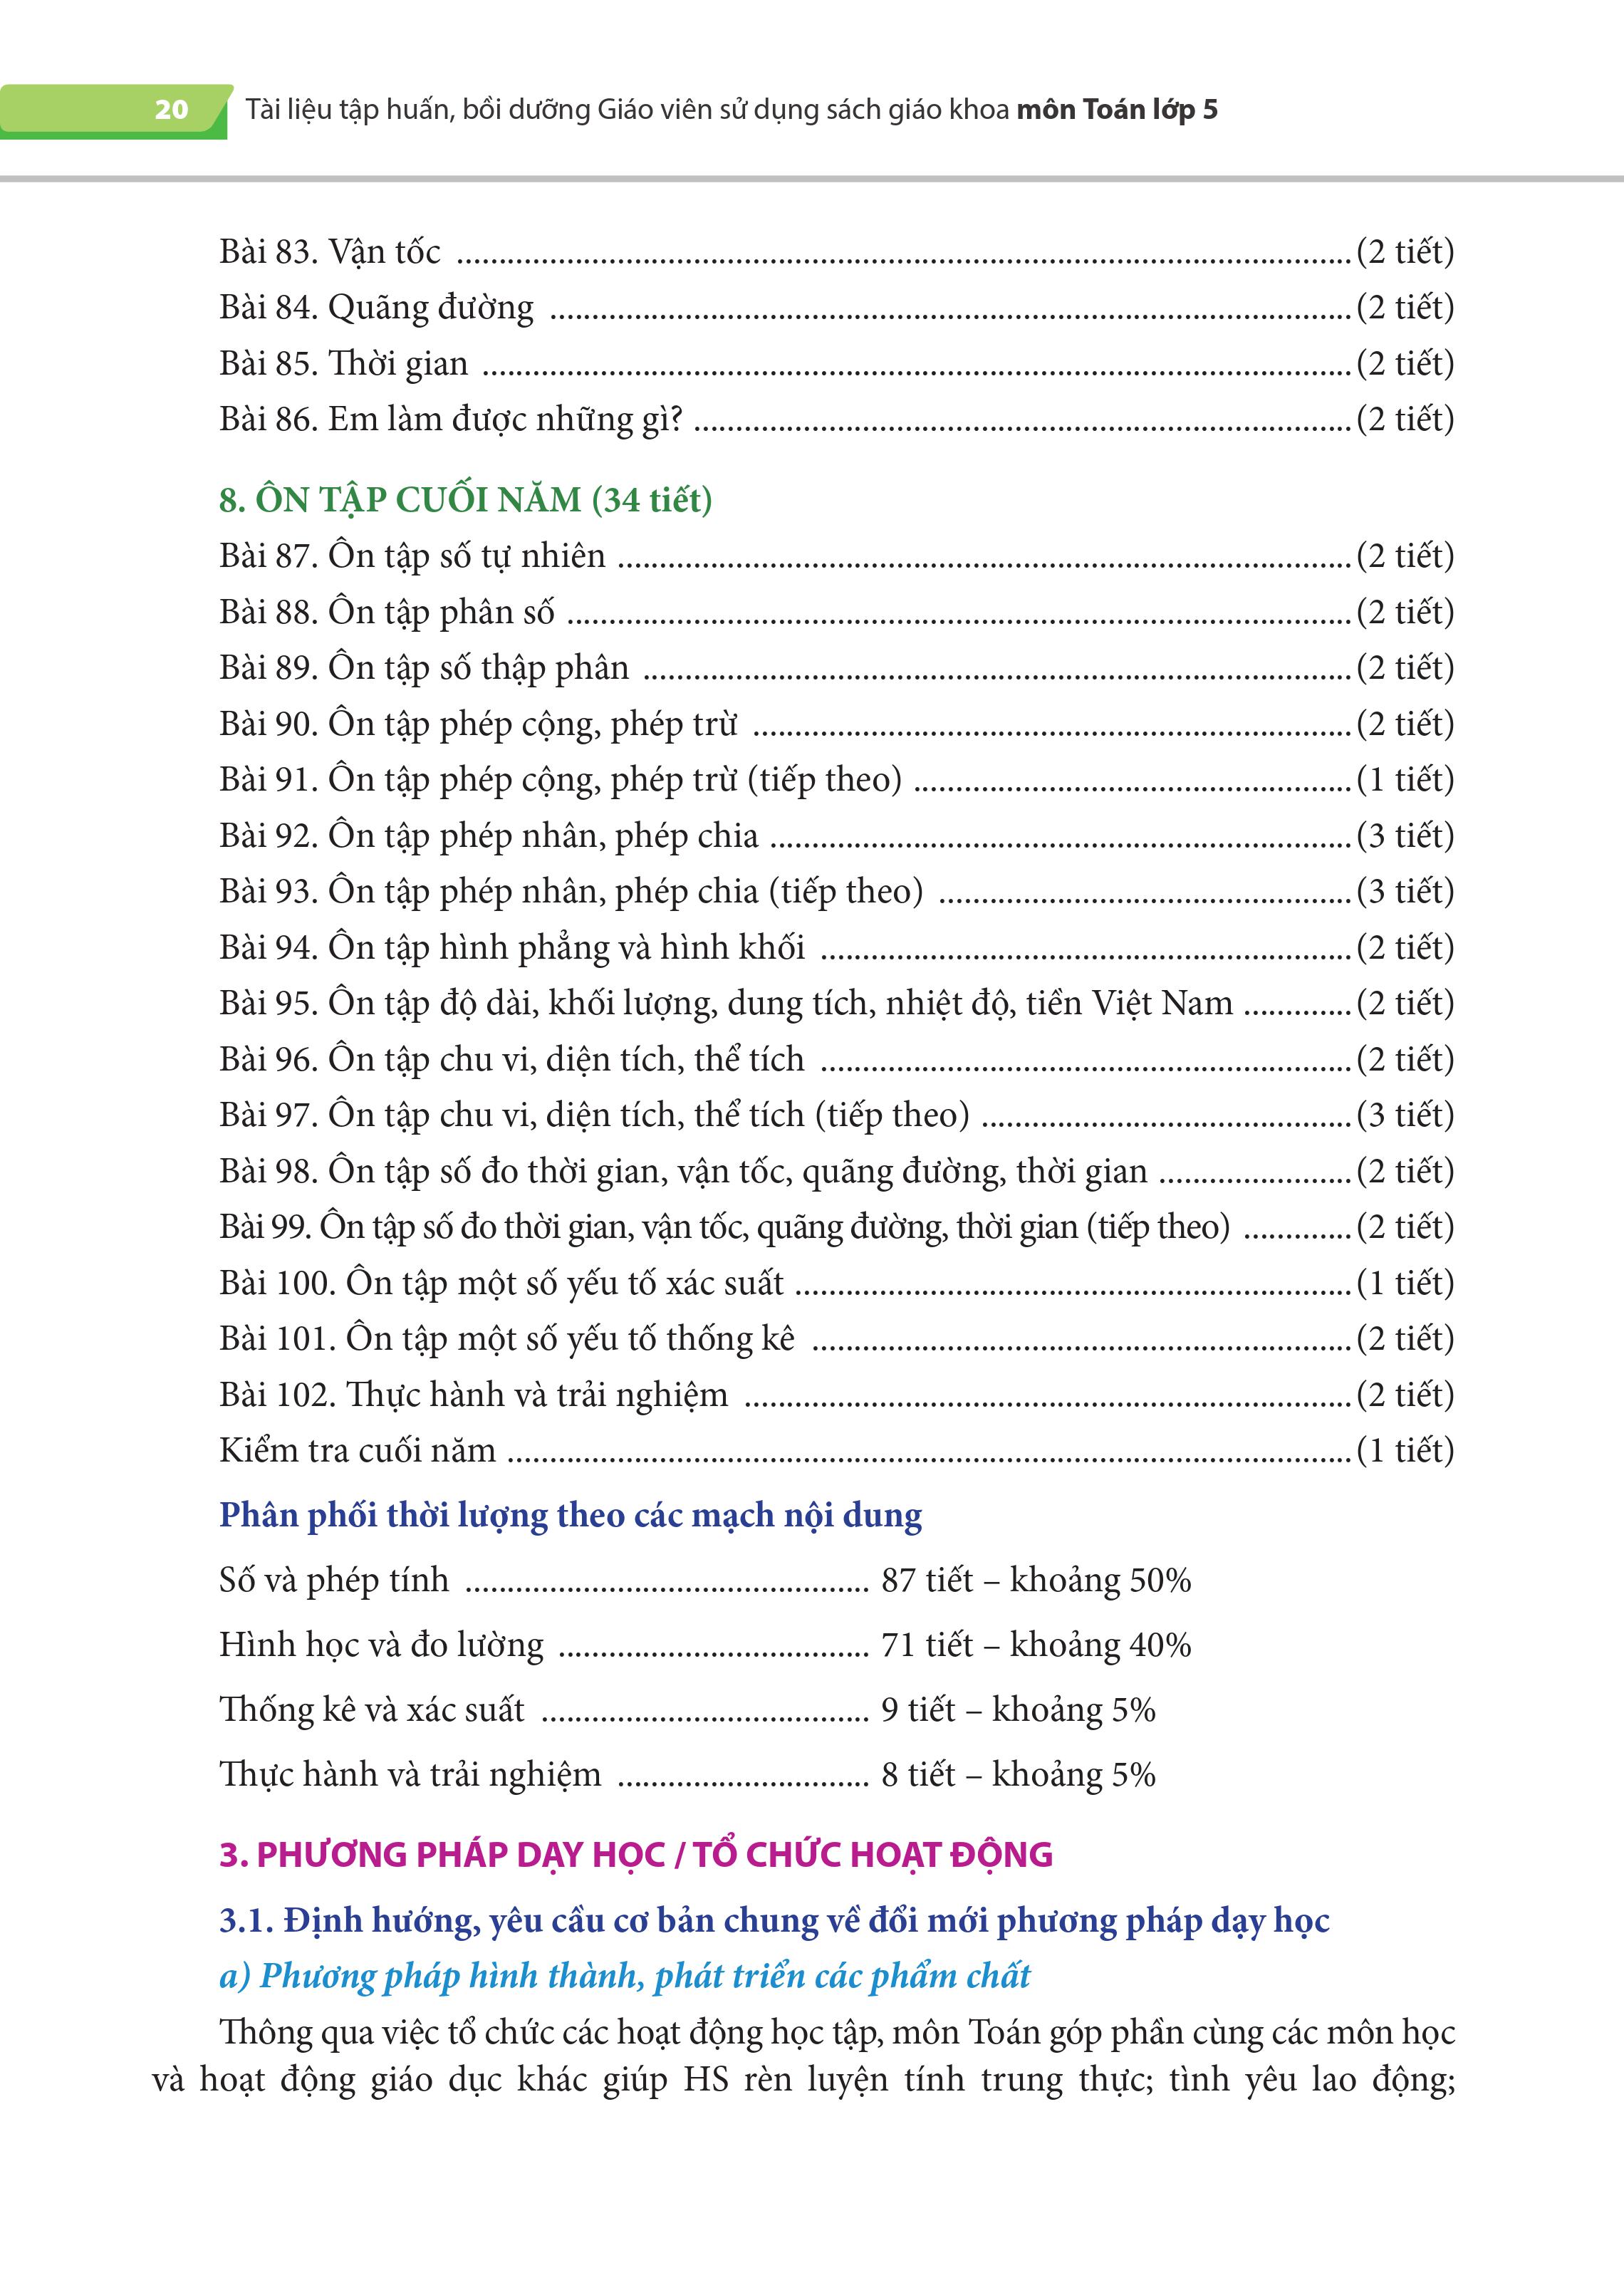 20
Tài liệu tập huấn, bồi dưỡng Giáo viên sử dụng sách giáo khoa môn Toán lớp 5
Bài 83. Vận tốc ........................ (2 tiết)
Bài 84. Quãng đường ........................ (2 tiết)
Bài 85. Thời gian ........................ (2 tiết)
Bài 86. Em làm được những gì? ........................ (2 tiết)
8. ÔN TẬP CUỐI NĂM (34 tiết)
Bài 87. Ôn tập số tự nhiên ........................ (2 tiết)
Bài 88. Ôn tập phân số ........................ (2 tiết)
Bài 89. Ôn tập số thập phân ........................ (2 tiết)
Bài 90. Ôn tập phép cộng, phép trừ ........................ (2 tiết)
Bài 91. Ôn tập phép cộng, phép trừ (tiếp theo) ........................ (1 tiết)
Bài 92. Ôn tập phép nhân, phép chia ........................ (3 tiết)
Bài 93. Ôn tập phép nhân, phép chia (tiếp theo) ........................ (3 tiết)
Bài 94. Ôn tập hình phẳng và hình khối ........................ (2 tiết)
Bài 95. Ôn tập độ dài, khối lượng, dung tích, nhiệt độ, tiền Việt Nam ............. (2 tiết)
Bài 96. Ôn tập chu vi, diện tích, thể tích ........................ (2 tiết)
Bài 97. Ôn tập chu vi, diện tích, thể tích (tiếp theo) ........................ (3 tiết)
Bài 98. Ôn tập số đo thời gian, vận tốc, quãng đường, thời gian ........................ (2 tiết)
Bài 99. Ôn tập số đo thời gian, vận tốc, quãng đường, thời gian (tiếp theo) ............. (2 tiết)
Bài 100. Ôn tập một số yếu tố xác suất ........................ (1 tiết)
Bài 101. Ôn tập một số yếu tố thống kê ........................ (2 tiết)
Bài 102. Thực hành và trải nghiệm ........................ (2 tiết)
Kiểm tra cuối năm ........................ (1 tiết)
Phân phối thời lượng theo các mạch nội dung
Số và phép tính ........................ 87 tiết – khoảng 50%
Hình học và đo lường ........................ 71 tiết – khoảng 40%
Thống kê và xác suất ........................ 9 tiết – khoảng 5%
Thực hành và trải nghiệm ........................ 8 tiết – khoảng 5%
3. PHƯƠNG PHÁP DẠY HỌC / TỔ CHỨC HOẠT ĐỘNG
3.1. Định hướng, yêu cầu cơ bản chung về đổi mới phương pháp dạy học
a) Phương pháp hình thành, phát triển các phẩm chất
Thông qua việc tổ chức các hoạt động học tập, môn Toán góp phần cùng các môn học
và hoạt động giáo dục khác giúp HS rèn luyện tính trung thực; tình yêu lao động;